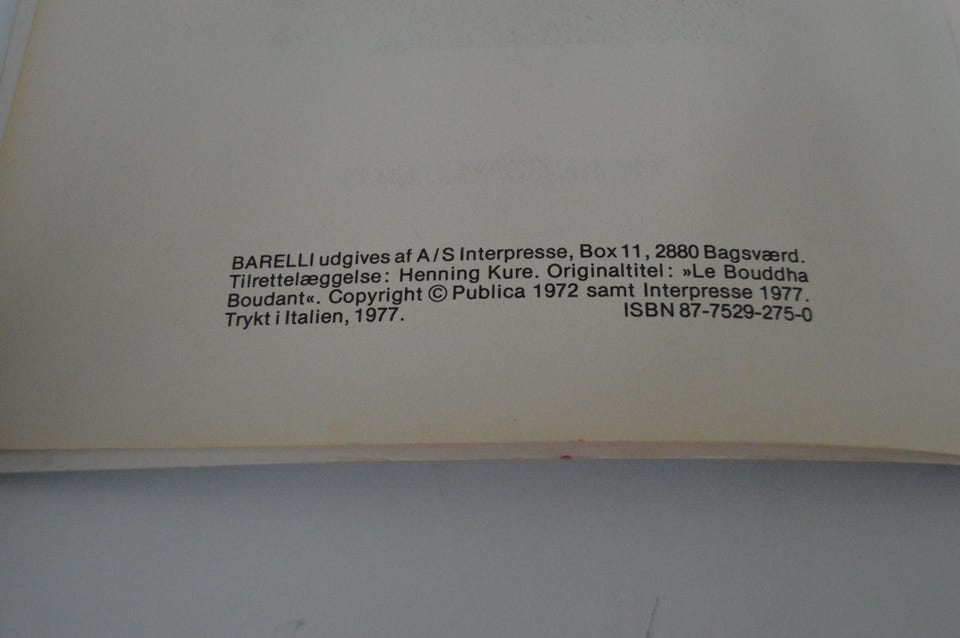 BARELLI udgives af A/S Interpresse, Box 11, 2880 Bagsværd.
Tilrettelæggelse: Henning Kure. Originaltitel: »Le Bouddha
Boudant«. Copyright © Publica 1972 samt Interpresse 1977.
Trykt i Italien, 1977. ISBN 87-7529-275-0